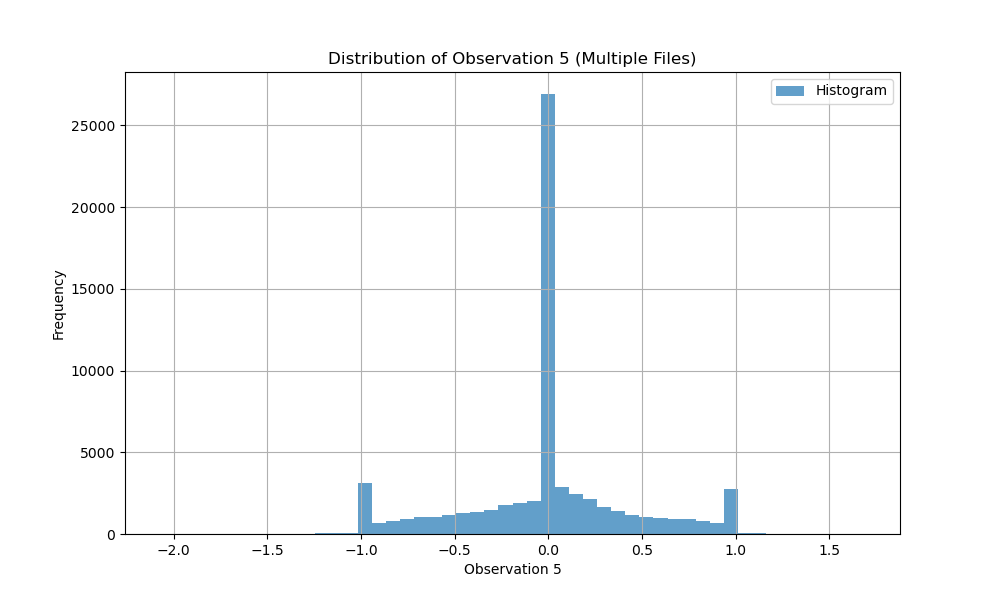 Distribution of Observation 5 (Multiple Files)
Histogram
25000
20000
15000
10000
5000
0
Frequency
−2.0 −1.5 −1.0 −0.5 0.0 0.5 1.0 1.5
Observation 5